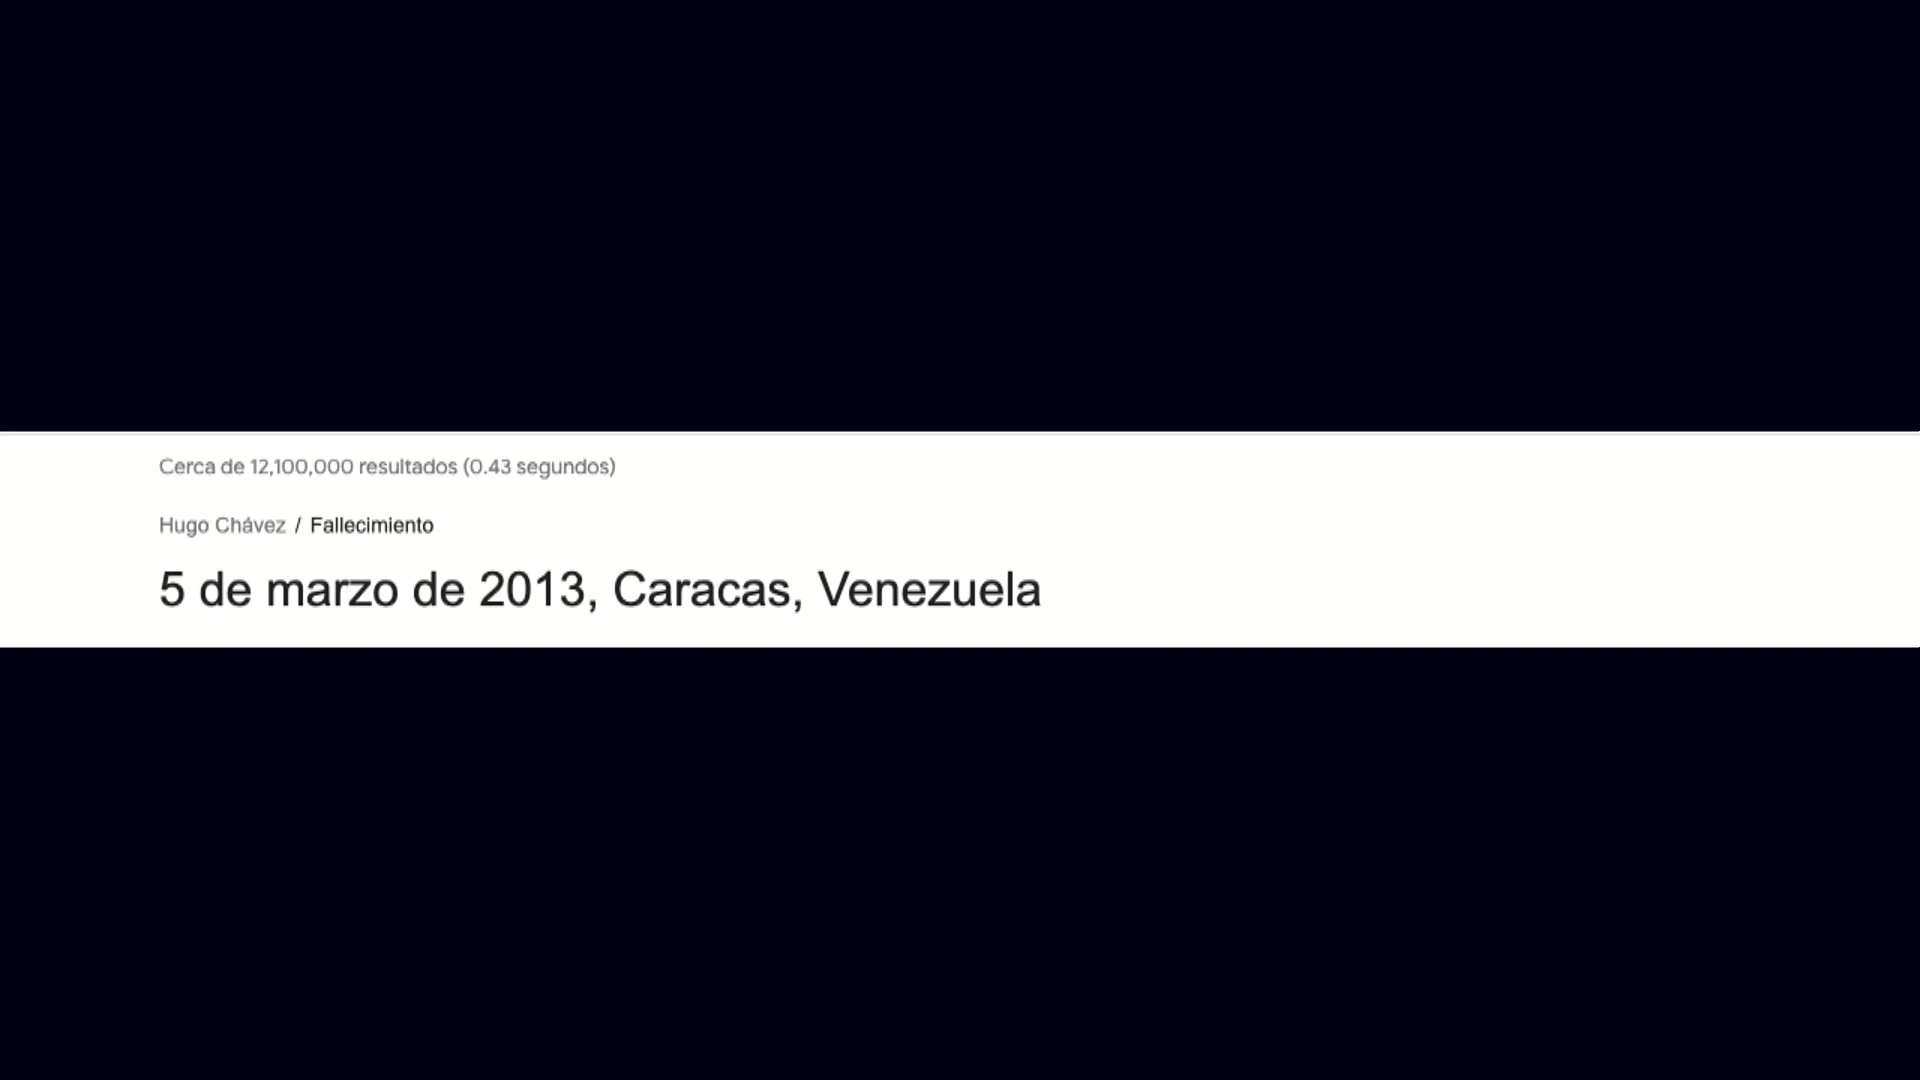 Cerca de 12,100,000 resultados (0.43 segundos)
Hugo Chávez / Fallecimiento
5 de marzo de 2013, Caracas, Venezuela